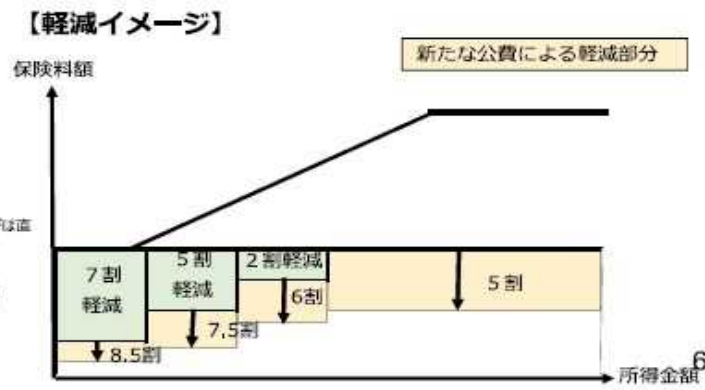 【軽減イメージ】
新たな公費による軽減部分
保険料額
は直
7割
軽減
5割
軽減
2割軽減
6割
5割
7,5割
8.5割
所得金額
6